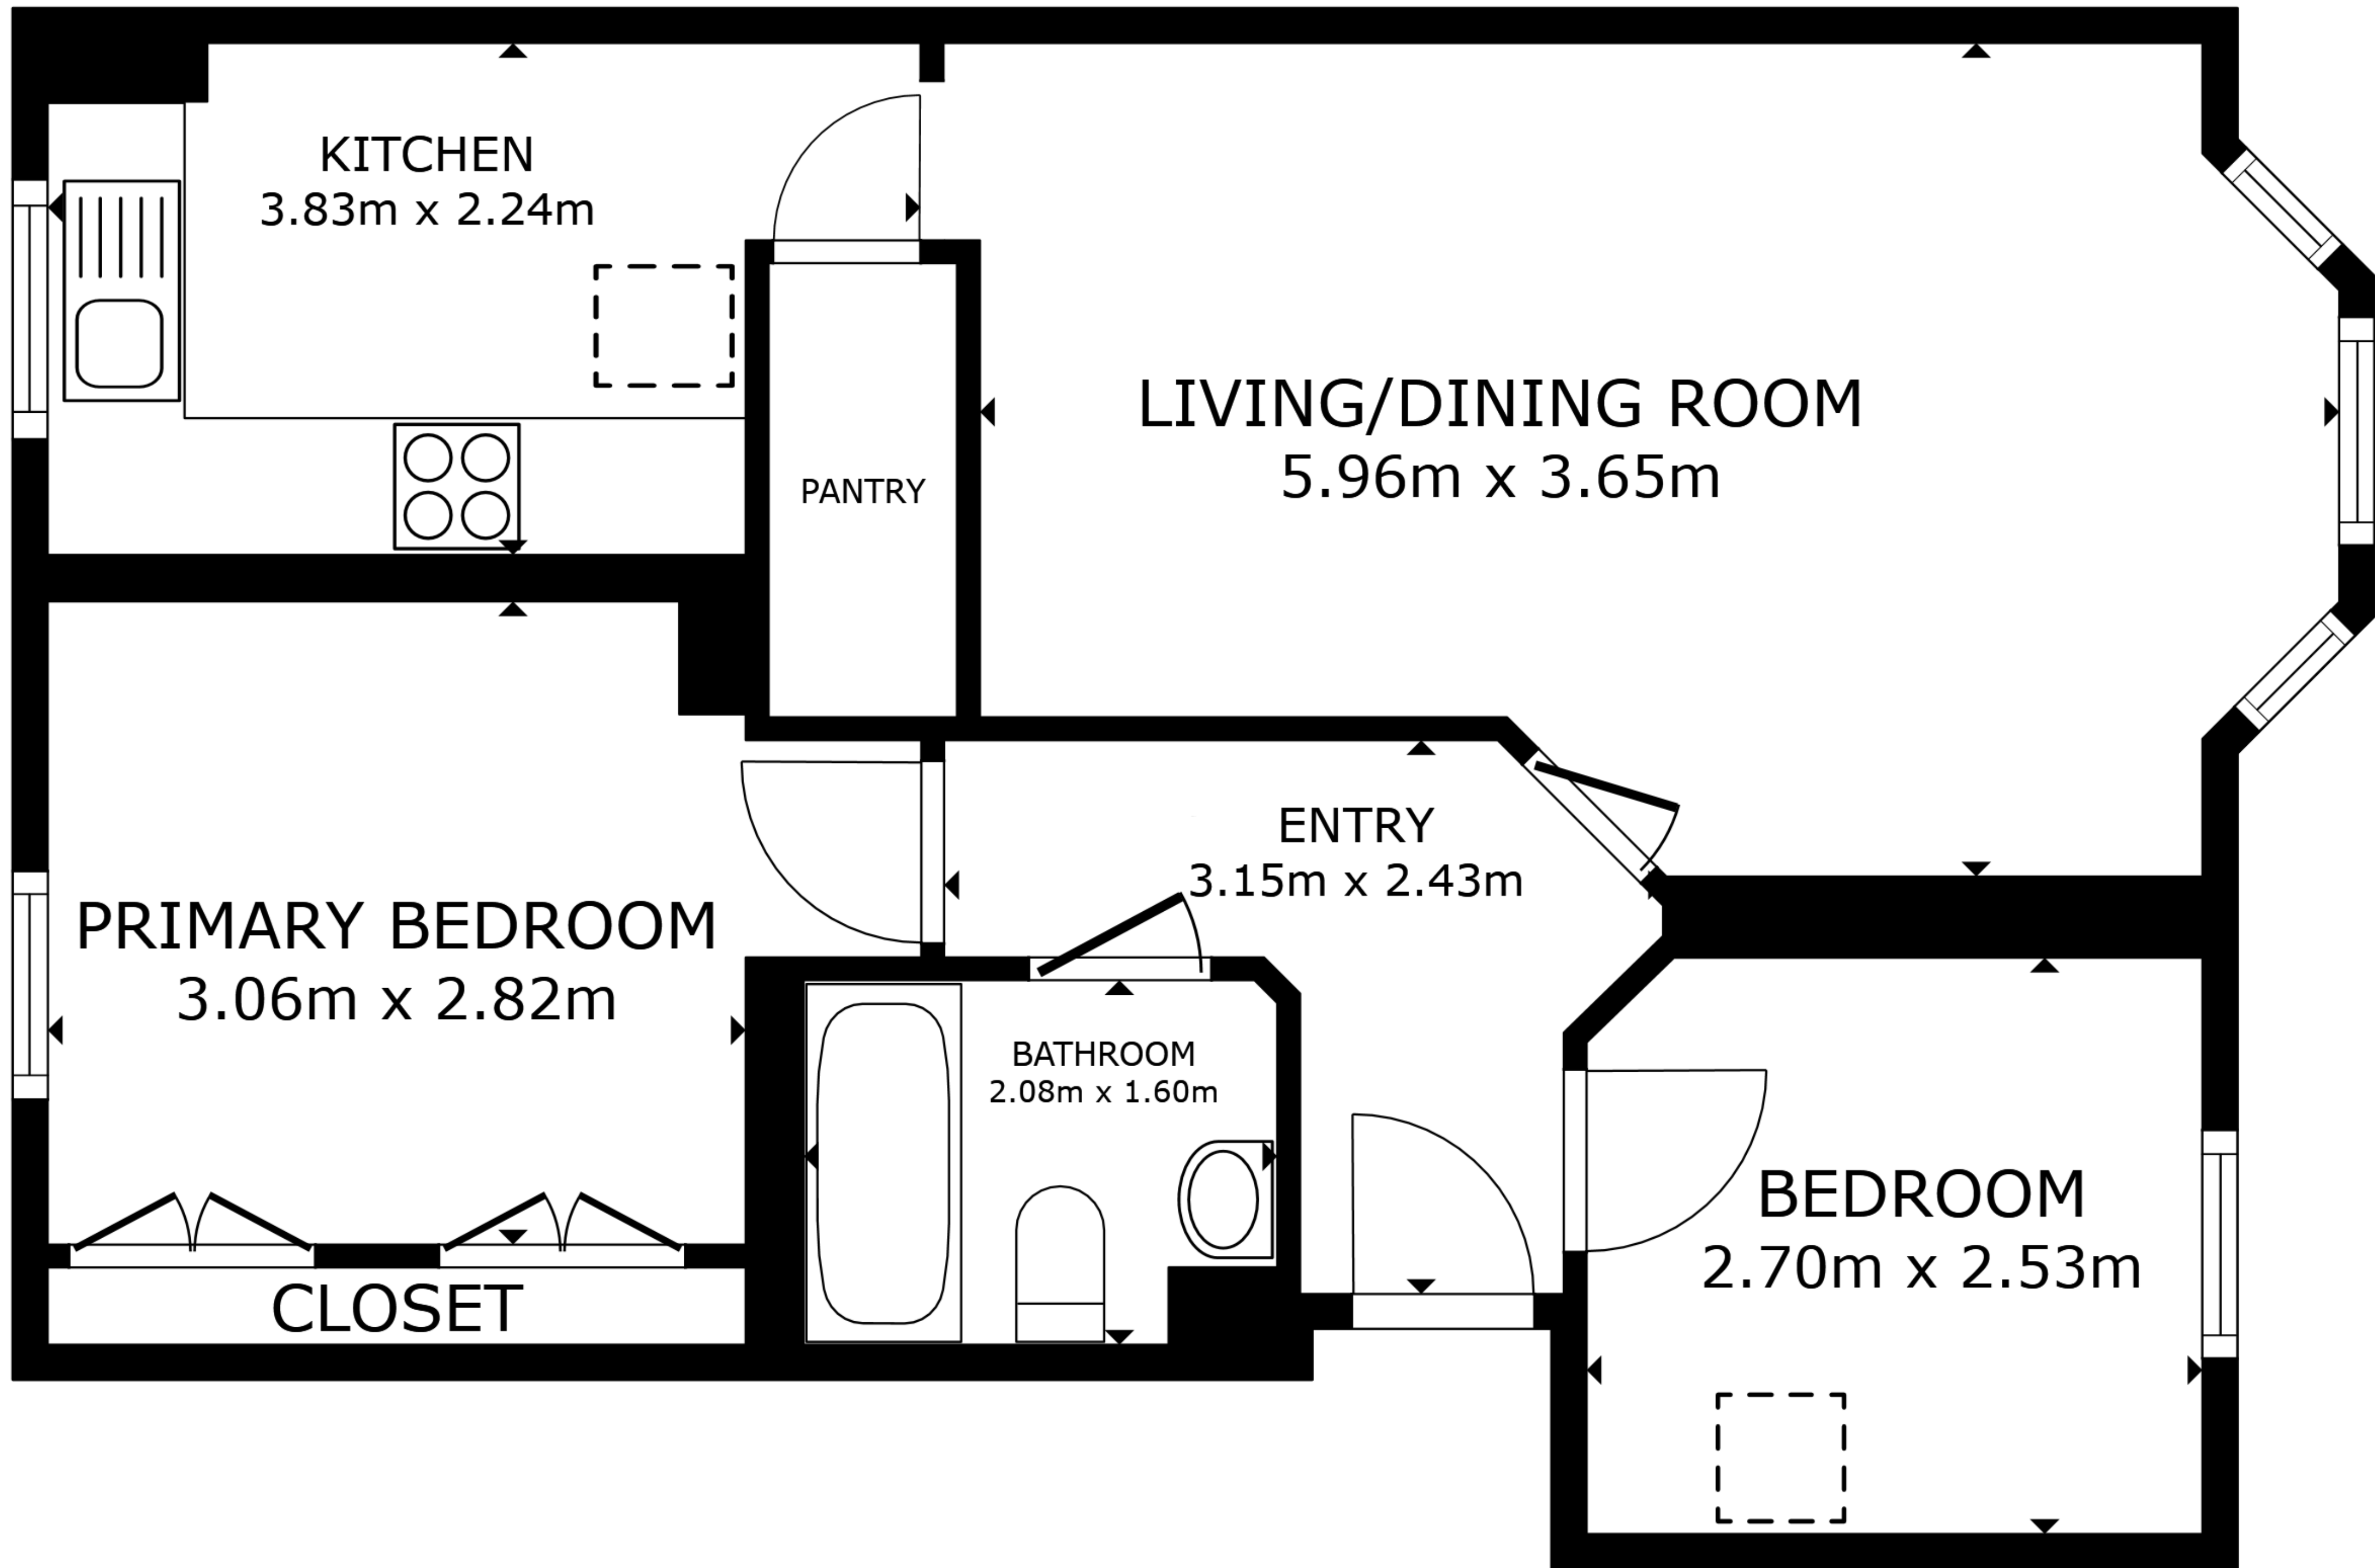 KITCHEN
3.83m x 2.24m
LIVING/DINING ROOM
5.96m x 3.65m
PANTRY
ENTRY
3.15m x 2.43m
PRIMARY BEDROOM
3.06m x 2.82m
BATHROOM
2.08m x 1.60m
BEDROOM
2.70m x 2.53m
CLOSET